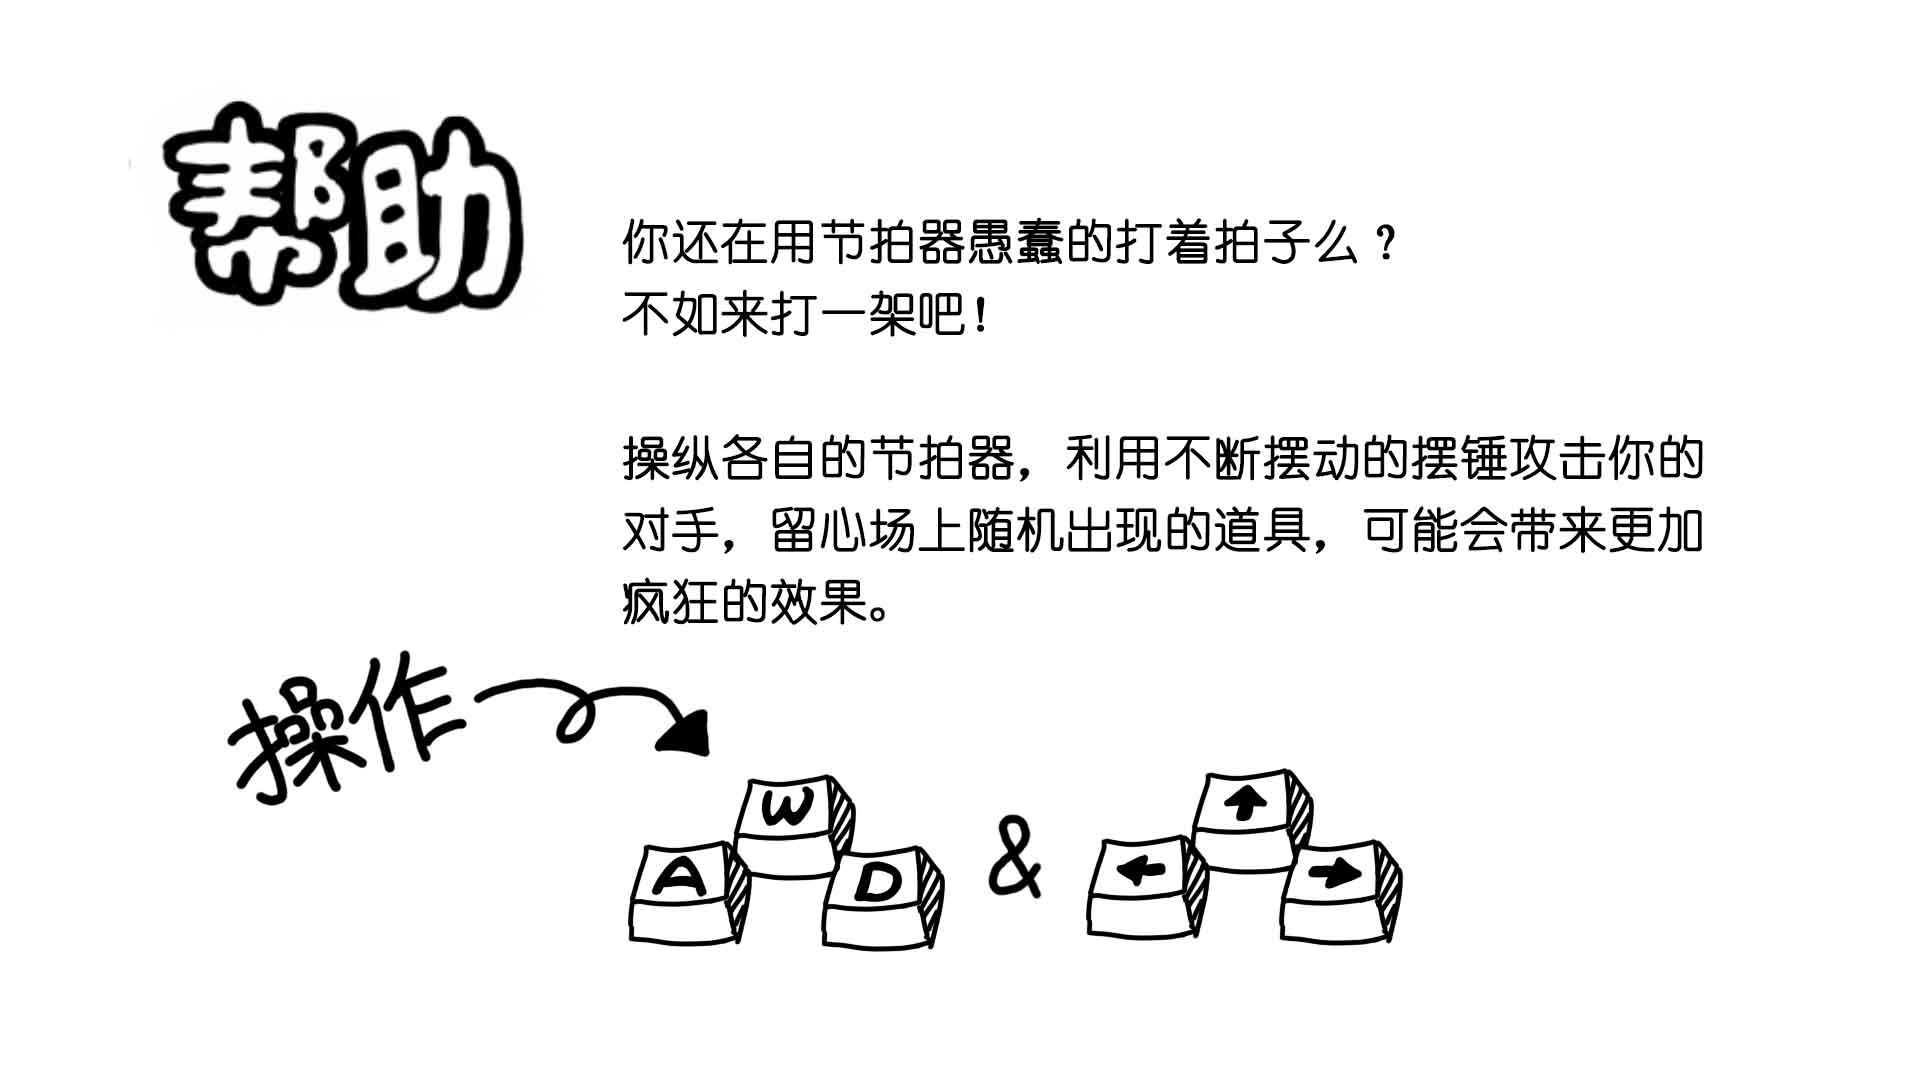 帮助
你还在用节拍器愚蠢的打着拍子么？
不如来打一架吧！
操纵各自的节拍器，利用不断摆动的摆锤攻击你的
对手，留心场上随机出现的道具，可能会带来更加
疯狂的效果。
操作
W
A D
&
↑
← →